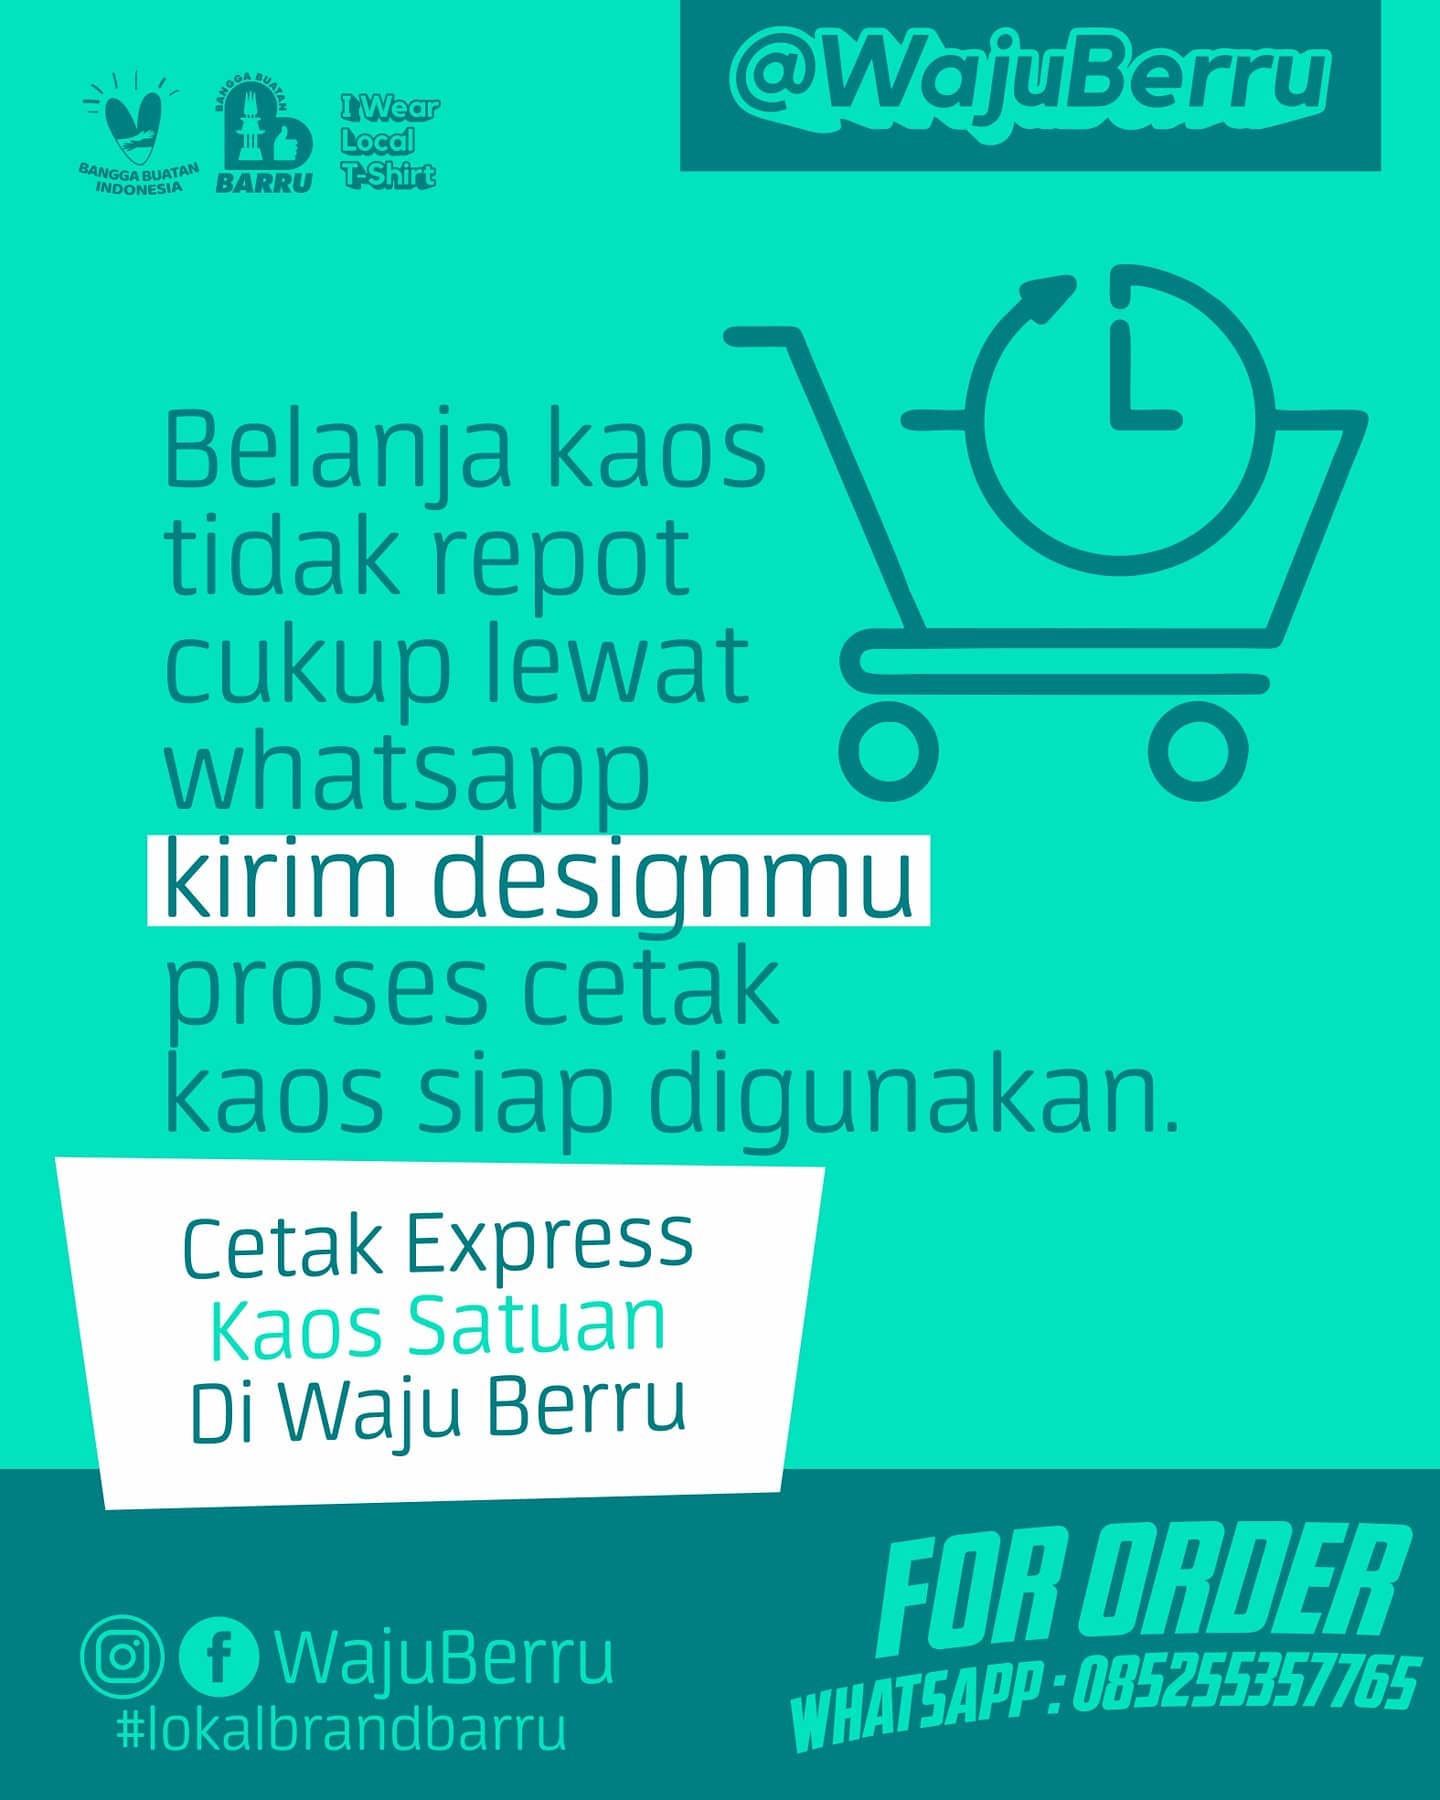 BANGGA BUATAN
INDONESIA
BANGGA BUATAN
BARRU
I Wear
Local
T-Shirt
@WajuBerru
Belanja kaos
tidak repot
cukup lewat
whatsapp
kirim designmu
proses cetak
kaos siap digunakan.
Cetak Express
Kaos Satuan
Di Waju Berru
WajuBerru
#lokalbrandbarru
FOR ORDER
WHATSAPP : 085255357765